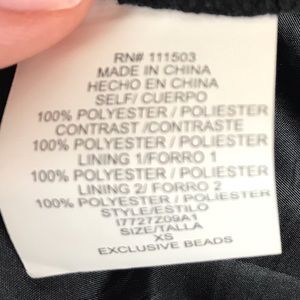 RN# 111503
MADE IN CHINA
HECHO EN CHINA
SELF/ CUERPO
100% POLYESTER / POLIESTER
CONTRAST /CONTRASTE
100% POLYESTER / POLIESTER
LINING 1/FORRO 1
100% POLYESTER / POLIESTER
LINING 2/ FORRO 2
100% POLYESTER / POLIESTER
STYLE/ESTILO
I7727Z09A1
SIZE/TALLA
XS
EXCLUSIVE BEADS